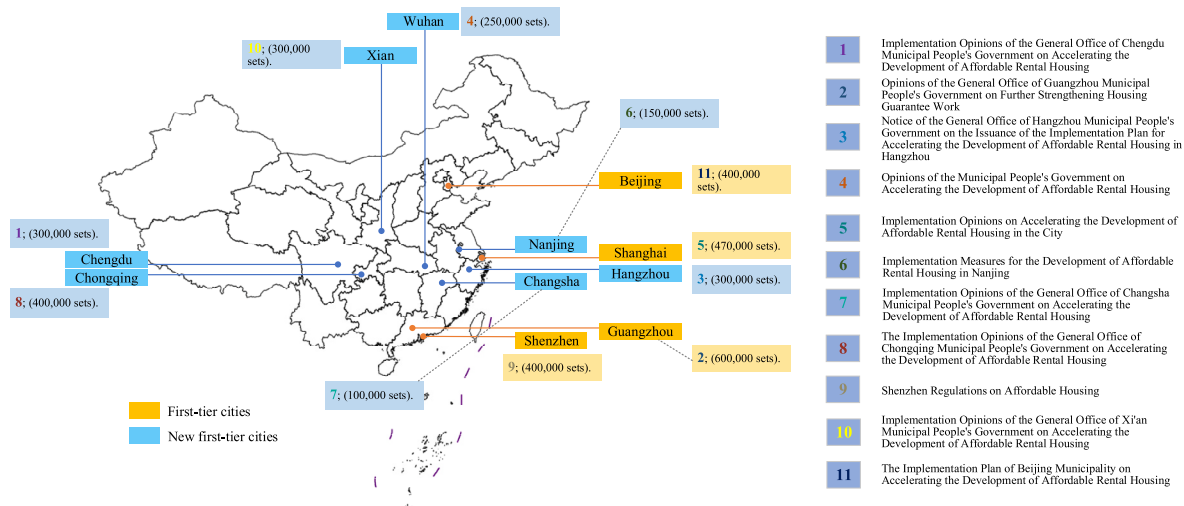 Wuhan
4; (250,000 sets).
10; (300,000
sets).
Xian
6; (150,000 sets).
Beijing
11; (400,000
sets).
1; (300,000 sets).
Chengdu
Chongqing
8; (400,000 sets).
Nanjing
Shanghai
5; (470,000 sets).
Hangzhou
3; (300,000 sets).
Changsha
Guangzhou
2; (600,000 sets).
Shenzhen
9; (400,000 sets).
7; (100,000 sets).
First-tier cities
New first-tier cities
1
Implementation Opinions of the General Office of Chengdu
Municipal People's Government on Accelerating the
Development of Affordable Rental Housing
2
Opinions of the General Office of Guangzhou Municipal
People's Government on Further Strengthening Housing
Guarantee Work
3
Notice of the General Office of Hangzhou Municipal People's
Government on the Issuance of the Implementation Plan for
Accelerating the Development of Affordable Rental Housing in
Hangzhou
4
Opinions of the Municipal People's Government on
Accelerating the Development of Affordable Rental Housing
5
Implementation Opinions on Accelerating the Development of
Affordable Rental Housing in the City
6
Implementation Measures for the Development of Affordable
Rental Housing in Nanjing
7
Implementation Opinions of the General Office of Changsha
Municipal People's Government on Accelerating the
Development of Affordable Rental Housing
8
The Implementation Opinions of the General Office of
Chongqing Municipal People's Government on Accelerating
the Development of Affordable Rental Housing
9
Shenzhen Regulations on Affordable Housing
10
Implementation Opinions of the General Office of Xi'an
Municipal People's Government on Accelerating the
Development of Affordable Rental Housing
11
The Implementation Plan of Beijing Municipality on
Accelerating the Development of Affordable Rental Housing